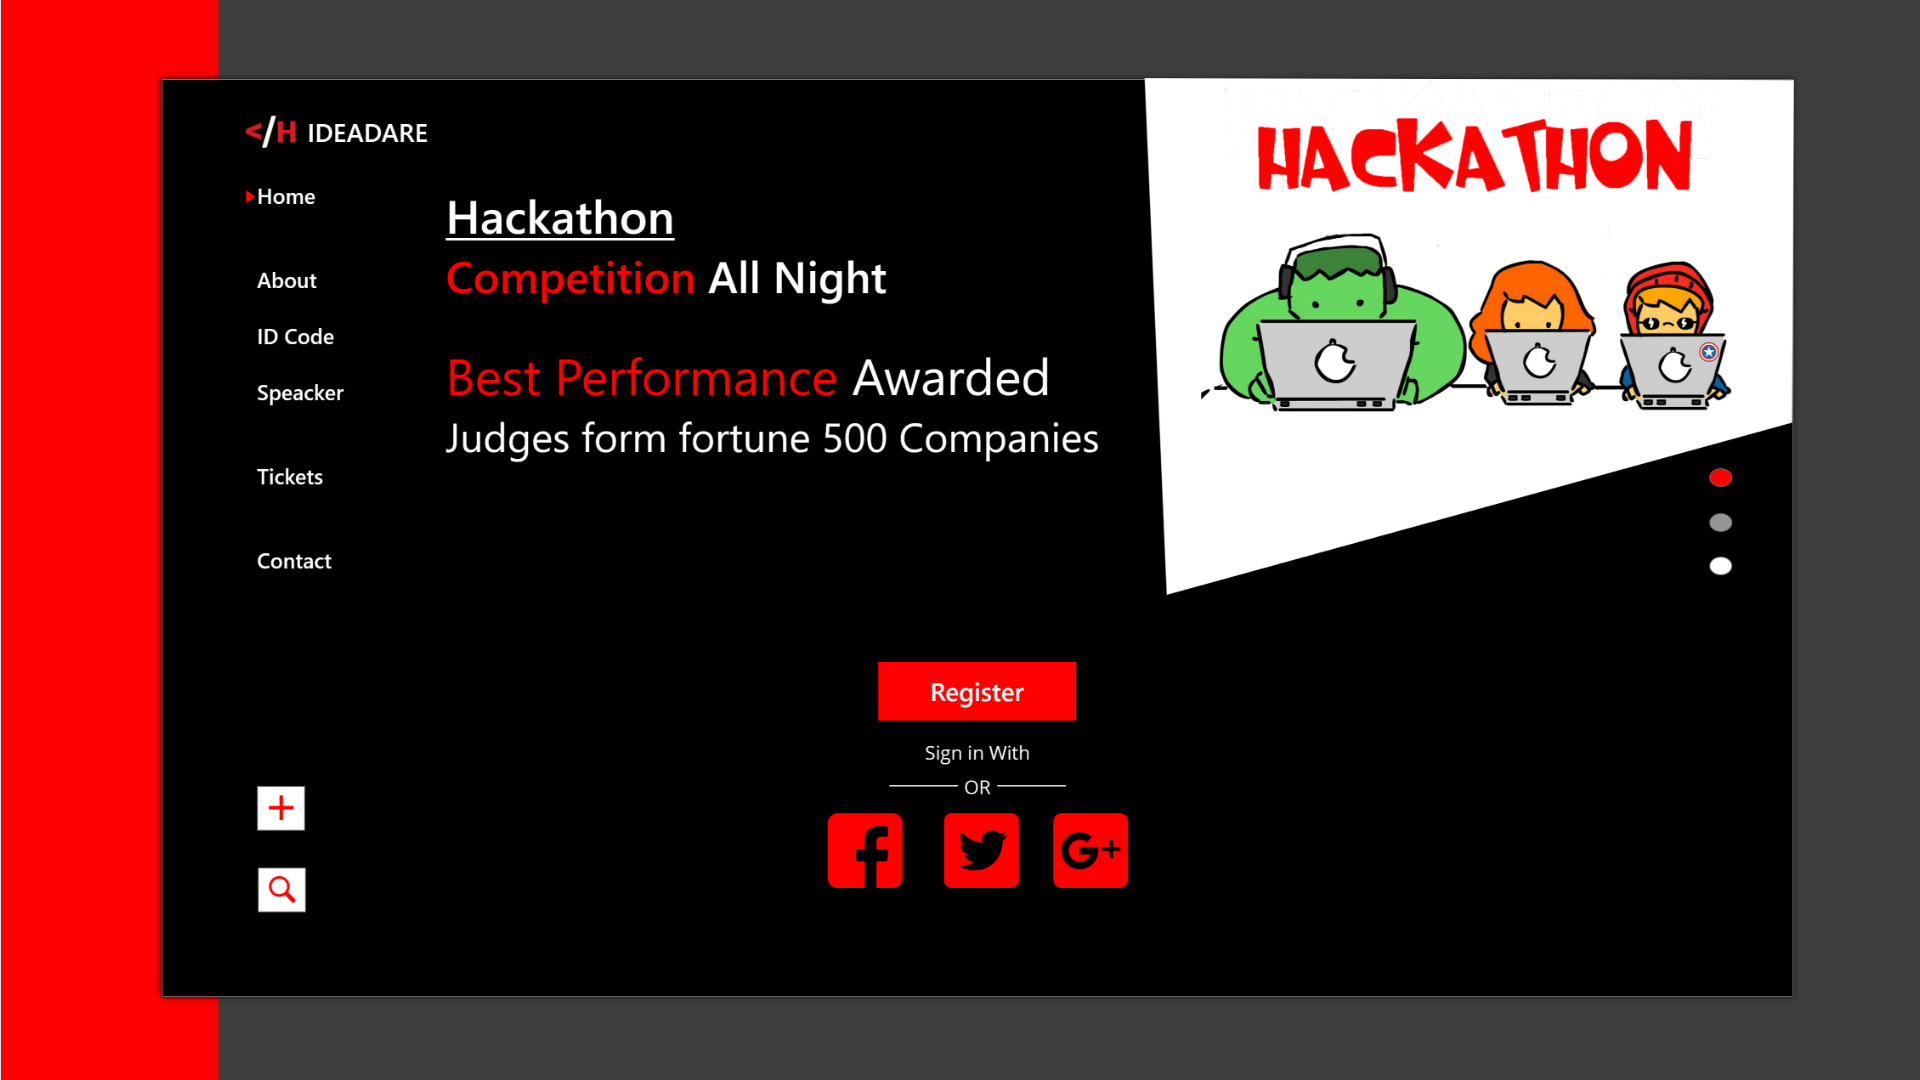 </H IDEADARE
HACKATHON
Home
About
ID Code
Speacker
Tickets
Contact
Hackathon
Competition All Night
Best Performance Awarded
Judges form fortune 500 Companies
Register
Sign in With
OR
G+